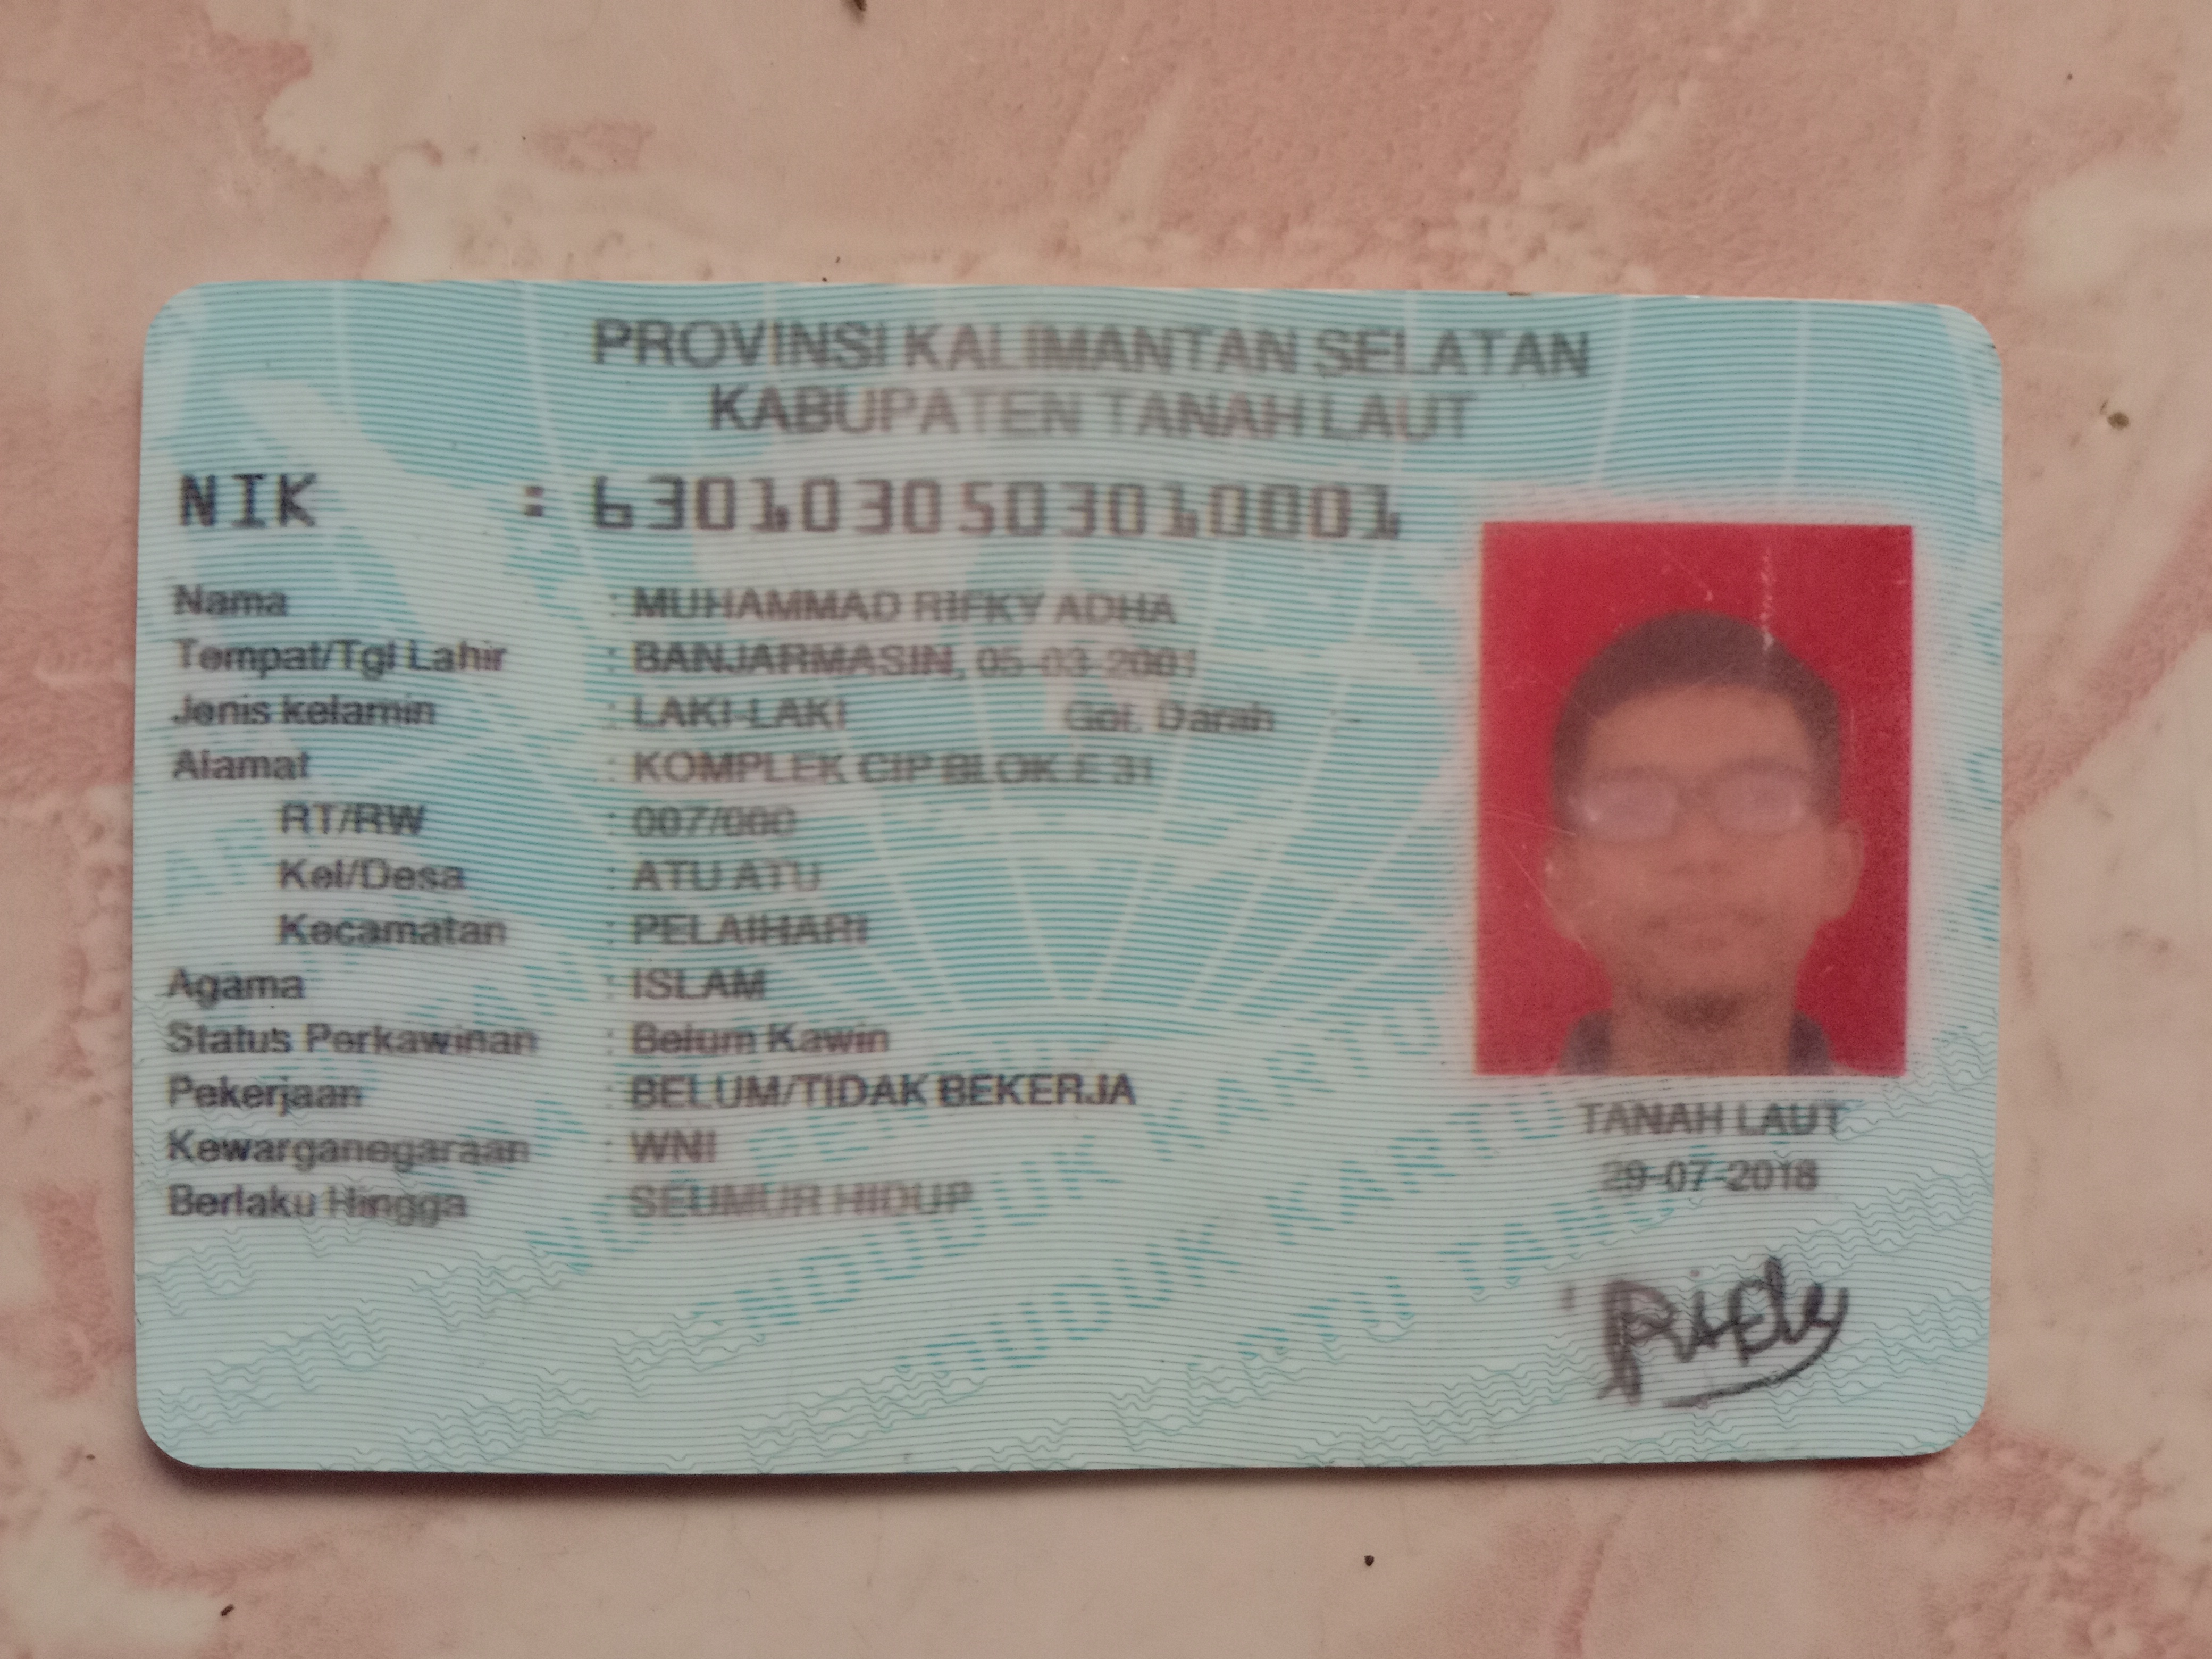 PROVINSI KALIMANTAN SELATAN
KABUPATEN TANAH LAUT
NIK : 6301030503010001
Nama : MUHAMMAD RIFKY ADHA
Tempat/Tgl Lahir : BANJARMASIN, 05-03-2001
Jenis kelamin : LAKI-LAKI Gol. Darah : -
Alamat : KOMPLEK CIP BLOK.E 31
RT/RW : 007/000
Kel/Desa : ATU ATU
Kecamatan : PELAIHARI
Agama : ISLAM
Status Perkawinan : Belum Kawin
Pekerjaan : BELUM/TIDAK BEKERJA
Kewarganegaraan : WNI
Berlaku Hingga : SEUMUR HIDUP
TANAH LAUT
29-07-2018